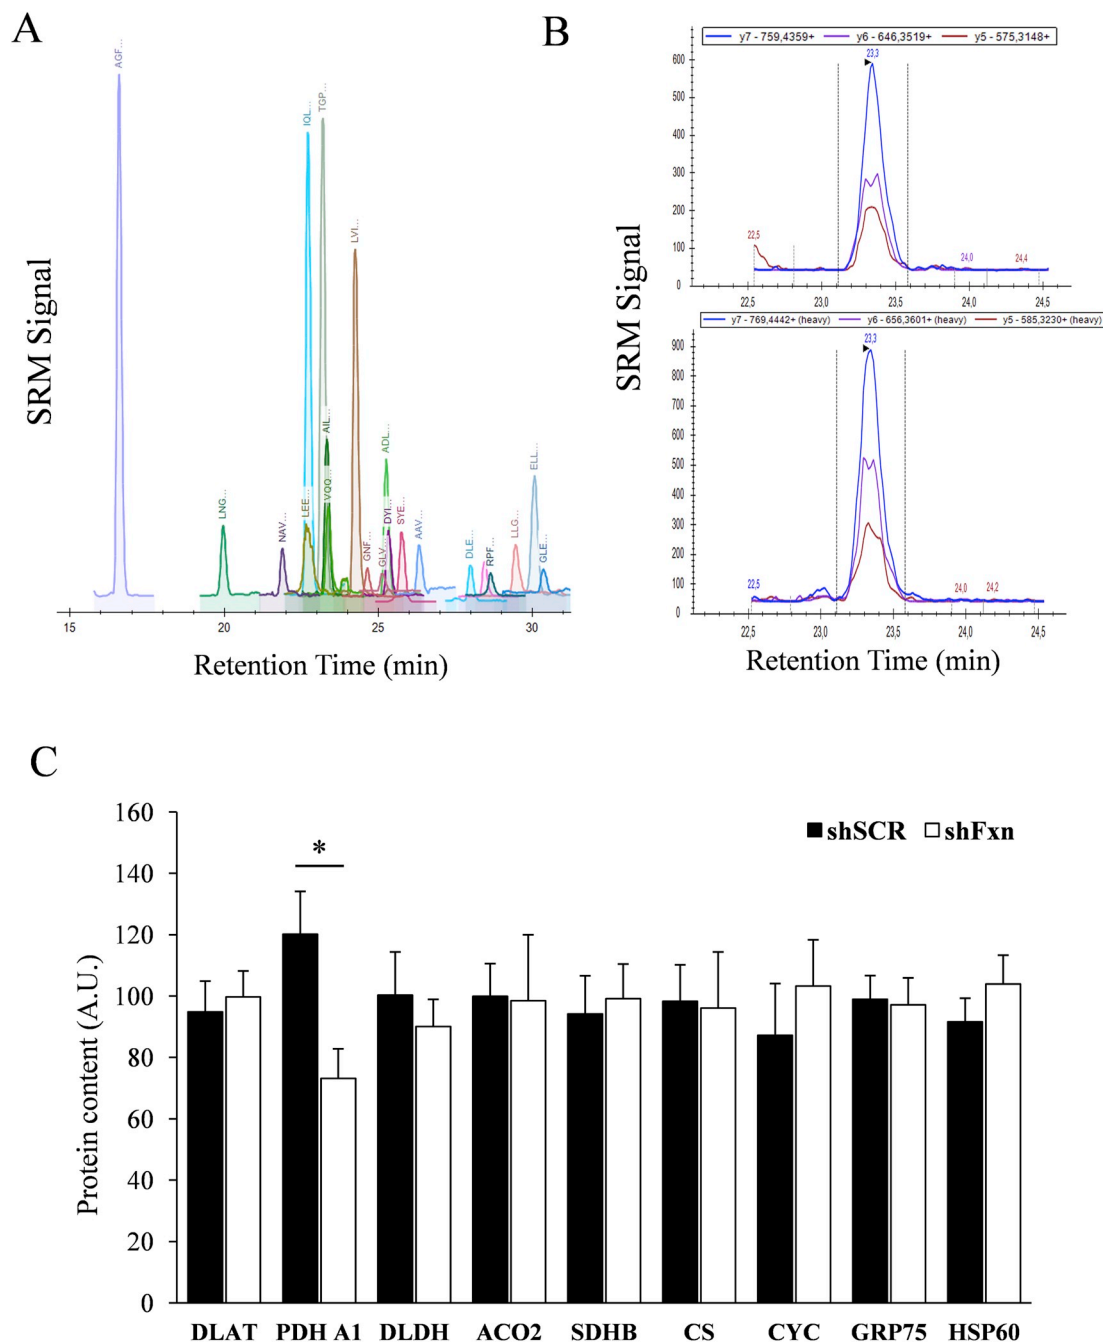 A
AGF...
IQL...
TGP...
LVI...
AIL...
VQQ...
LEE...
LNG...
NAV...
GNF...
GLV...
ADL...
DYI...
SYE...
AAV...
DLE...
RPF...
LLG...
ELL...
GLE...
SRM Signal
15 20 25 30
Retention Time (min)
B
y7 - 759,4359+ y6 - 646,3519+ y5 - 575,3148+
23,3
600
500
400
300
200
100
0
22,5
24,0
24,4
22,5 23,0 23,5 24,0 24,5
SRM Signal
y7 - 769,4442+ (heavy) y6 - 656,3601+ (heavy) y5 - 585,3230+ (heavy)
23,3
900
800
700
600
500
400
300
200
100
0
22,5
24,0
24,2
22,5 23,0 23,5 24,0 24,5
Retention Time (min)
C
160
140
120
100
80
60
40
20
0
Protein content (A.U.)
*
shSCR shFxn
DLAT PDH A1 DLDH ACO2 SDHB CS CYC GRP75 HSP60